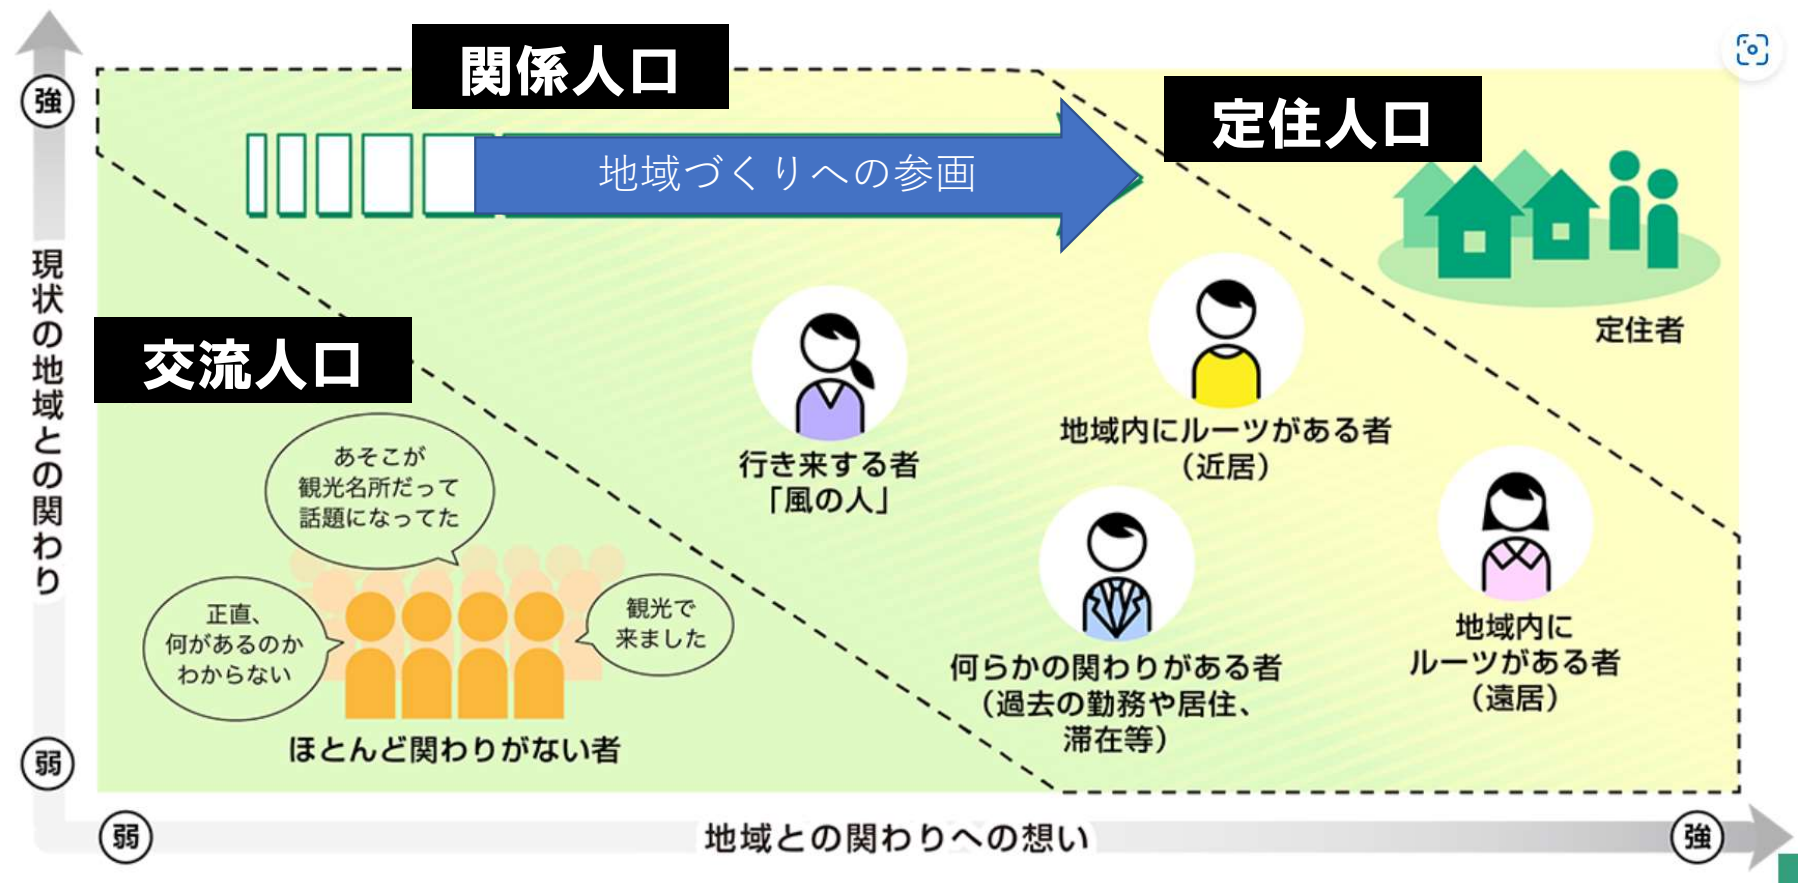 関係人口
定住人口
強
地域づくりへの参画
現状の地域との関わり
定住者
交流人口
あそこが
観光名所だって
話題になってた
行き来する者
「風の人」
地域内にルーツがある者
（近居）
正直、
何があるのか
わからない
観光で
来ました
何らかの関わりがある者
（過去の勤務や居住、
滞在等）
地域内に
ルーツがある者
（遠居）
ほとんど関わりがない者
弱
弱
地域との関わりへの想い
強